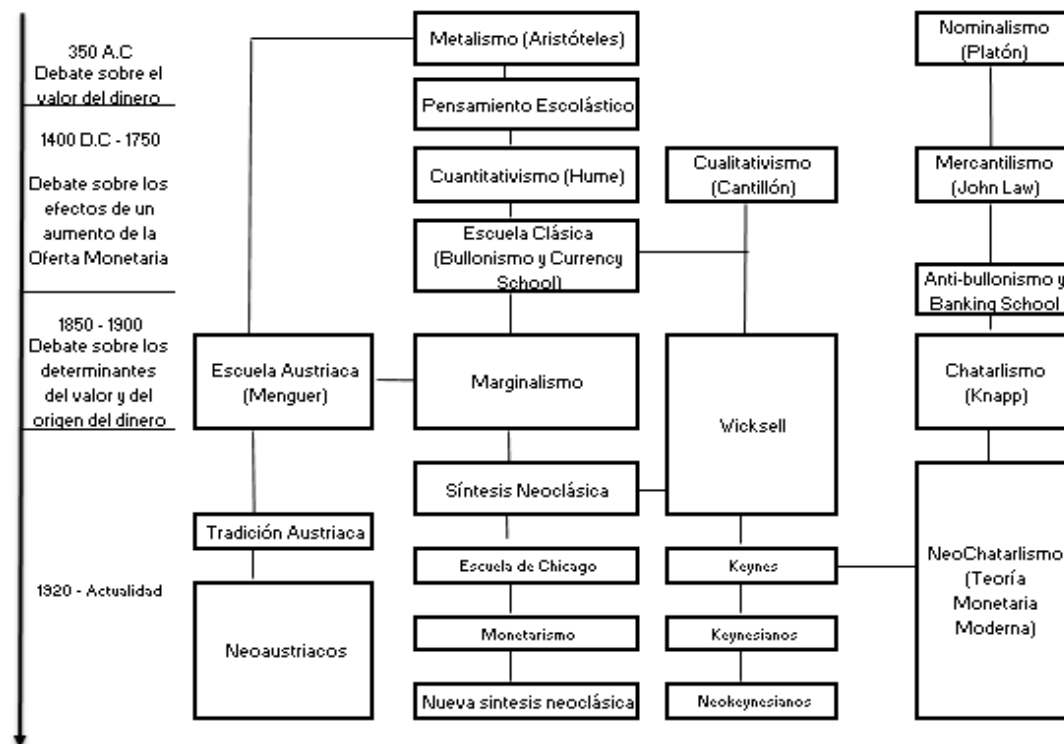 350 A.C
Debate sobre el
valor del dinero
1400 D.C - 1750
Debate sobre los
efectos de un
aumento de la
Oferta Monetaria
1850 - 1900
Debate sobre los
determinantes
del valor y del
origen del dinero
1920 - Actualidad
Escuela Austriaca
(Menguer)
Tradición Austriaca
Neoaustriacos
Metalismo (Aristóteles)
Pensamiento Escolástico
Cuantitativismo (Hume)
Escuela Clásica
(Bullonismo y Currency
School)
Marginalismo
Síntesis Neoclásica
Escuela de Chicago
Monetarismo
Nueva sintesis neoclásica
Cualitativismo
(Cantillón)
Wicksell
Keynes
Keynesianos
Neokeynesianos
Nominalismo
(Platón)
Mercantilismo
(John Law)
Anti-bullonismo y
Banking School
Chatarlismo
(Knapp)
NeoChatarlismo
(Teoría
Monetaria
Moderna)